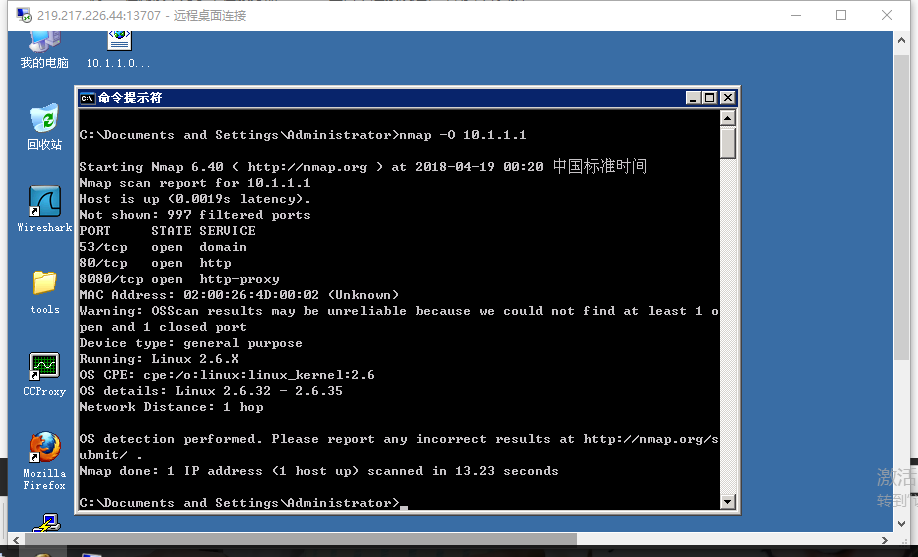 219.217.226.44:13707 - 远程桌面连接
我的电脑
10.1.1.0...
回收站
Wireshark
tools
CCProxy
Mozilla
Firefox
命令提示符
C:\Documents and Settings\Administrator>nmap -O 10.1.1.1
Starting Nmap 6.40 ( http://nmap.org ) at 2018-04-19 00:20 中国标准时间
Nmap scan report for 10.1.1.1
Host is up (0.0019s latency).
Not shown: 997 filtered ports
PORT     STATE SERVICE
53/tcp   open  domain
80/tcp   open  http
8080/tcp open  http-proxy
MAC Address: 02:00:26:4D:00:02 (Unknown)
Warning: OSScan results may be unreliable because we could not find at least 1 o
pen and 1 closed port
Device type: general purpose
Running: Linux 2.6.X
OS CPE: cpe:/o:linux:linux_kernel:2.6
OS details: Linux 2.6.32 - 2.6.35
Network Distance: 1 hop
OS detection performed. Please report any incorrect results at http://nmap.org/s
ubmit/ .
Nmap done: 1 IP address (1 host up) scanned in 13.23 seconds
C:\Documents and Settings\Administrator>
激活
转到